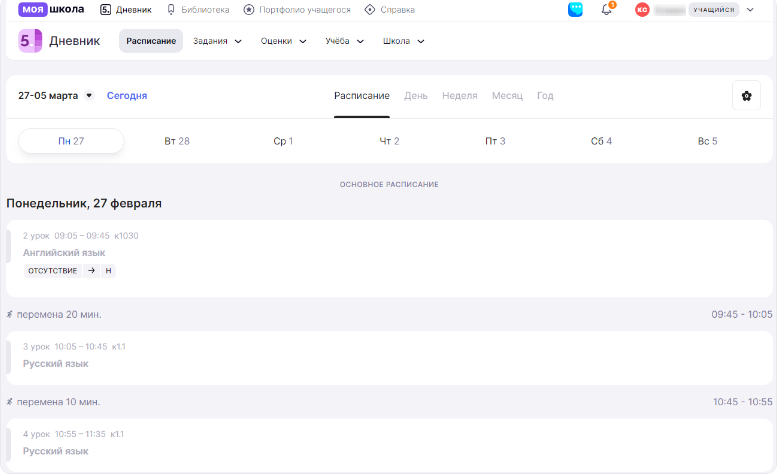 моя школа 5. Дневник Библиотека Портфолио учащегося Справка 1 КС УЧАЩИЙСЯ
5 Дневник Расписание Задания Оценки Учёба Школа
27-05 марта Сегодня Расписание День Неделя Месяц Год
Пн 27 Вт 28 Ср 1 Чт 2 Пт 3 Сб 4 Вс 5
ОСНОВНОЕ РАСПИСАНИЕ
Понедельник, 27 февраля
2 урок 09:05 – 09:45 к1030
Английский язык
ОТСУТСТВИЕ → Н
перемена 20 мин. 09:45 - 10:05
3 урок 10:05 – 10:45 к1.1
Русский язык
перемена 10 мин. 10:45 - 10:55
4 урок 10:55 – 11:35 к1.1
Русский язык